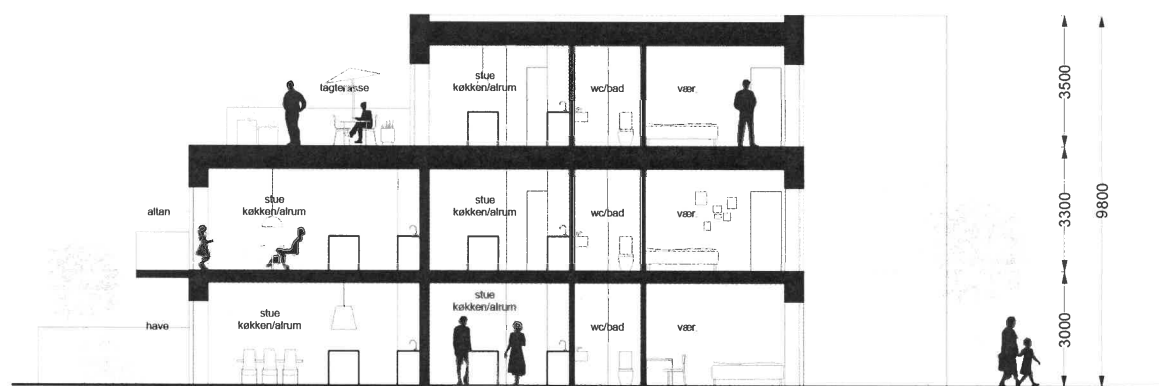 tagterasse
stue
køkken/alrum
wc/bad
vær.
altan
stue
køkken/alrum
stue
køkken/alrum
wc/bad
vær.
have
stue
køkken/alrum
stue
køkken/alrum
wc/bad
vær.
3500
3300
3000
9800